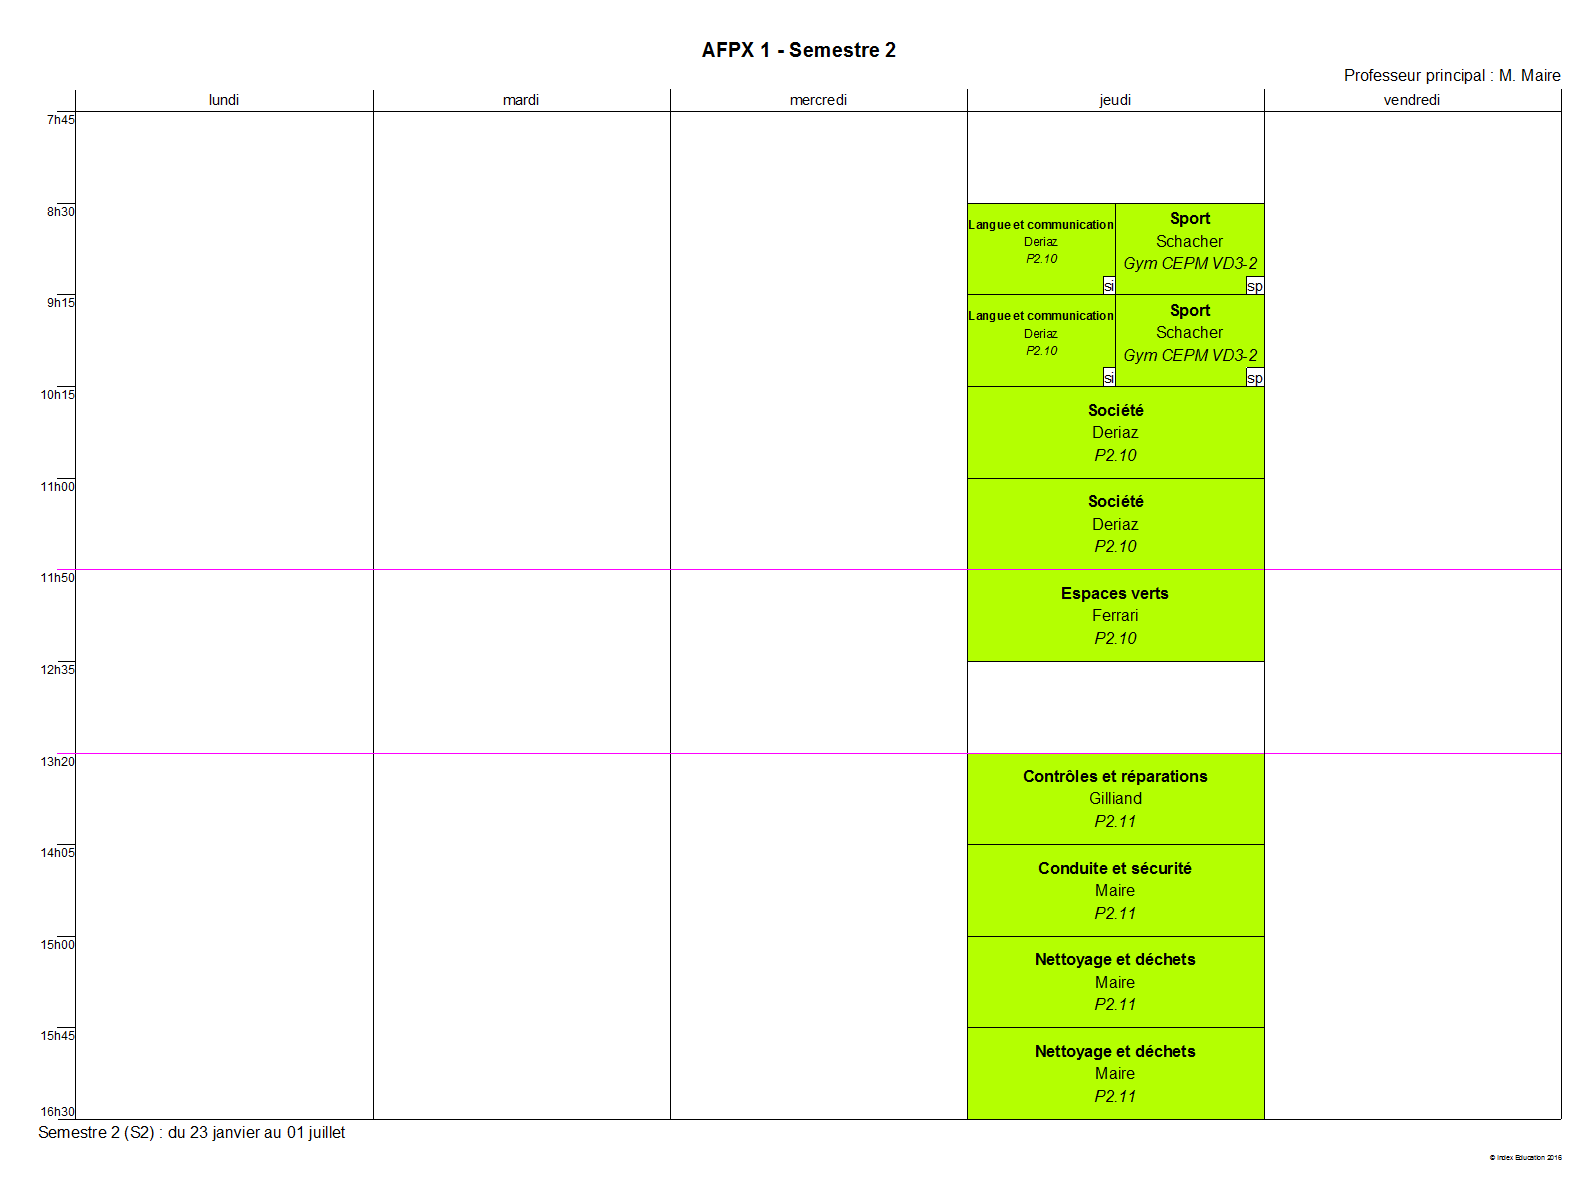 AFPX 1 - Semestre 2
Professeur principal : M. Maire
lundi
mardi
mercredi
jeudi
vendredi
7h45
8h30
Langue et communication
Deriaz
P2.10
si
Sport
Schacher
Gym CEPM VD3-2
sp
9h15
Langue et communication
Deriaz
P2.10
si
Sport
Schacher
Gym CEPM VD3-2
sp
10h15
Société
Deriaz
P2.10
11h00
Société
Deriaz
P2.10
11h50
Espaces verts
Ferrari
P2.10
12h35
13h20
Contrôles et réparations
Gilliand
P2.11
14h05
Conduite et sécurité
Maire
P2.11
15h00
Nettoyage et déchets
Maire
P2.11
15h45
Nettoyage et déchets
Maire
P2.11
16h30
Semestre 2 (S2) : du 23 janvier au 01 juillet
© Index Education 2016